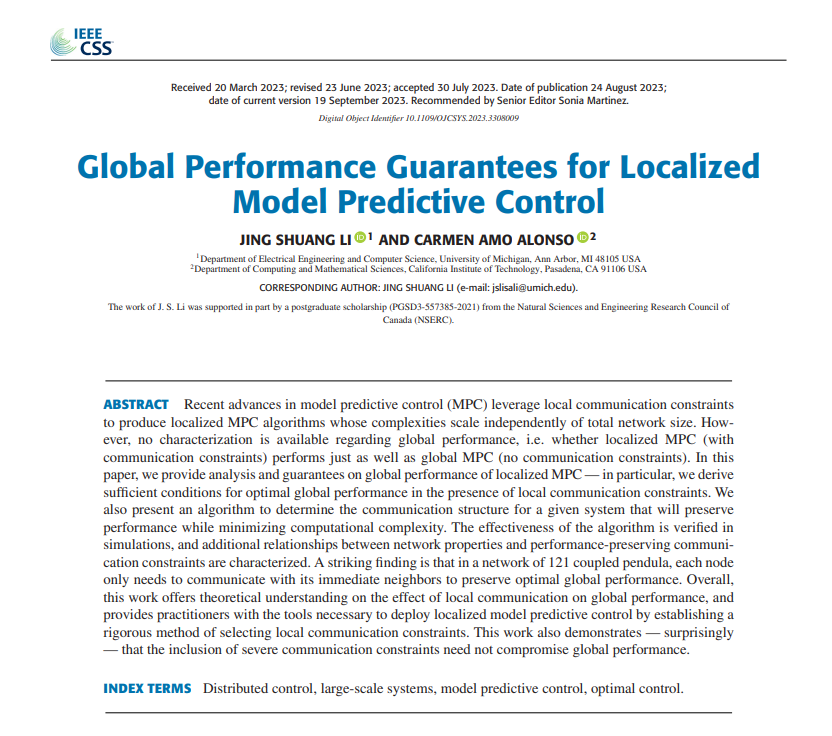 IEEE
CSS
Received 20 March 2023; revised 23 June 2023; accepted 30 July 2023. Date of publication 24 August 2023;
date of current version 19 September 2023. Recommended by Senior Editor Sonia Martinez.
Digital Object Identifier 10.1109/OJCSYS.2023.3308009
Global Performance Guarantees for Localized
Model Predictive Control
JING SHUANG LI iD 1 AND CARMEN AMO ALONSO iD 2
1Department of Electrical Engineering and Computer Science, University of Michigan, Ann Arbor, MI 48105 USA
2Department of Computing and Mathematical Sciences, California Institute of Technology, Pasadena, CA 91106 USA
CORRESPONDING AUTHOR: JING SHUANG LI (e-mail: jslisali@umich.edu).
The work of J. S. Li was supported in part by a postgraduate scholarship (PGSD3-557385-2021) from the Natural Sciences and Engineering Research Council of
Canada (NSERC).
ABSTRACT Recent advances in model predictive control (MPC) leverage local communication constraints
to produce localized MPC algorithms whose complexities scale independently of total network size. How-
ever, no characterization is available regarding global performance, i.e. whether localized MPC (with
communication constraints) performs just as well as global MPC (no communication constraints). In this
paper, we provide analysis and guarantees on global performance of localized MPC — in particular, we derive
sufficient conditions for optimal global performance in the presence of local communication constraints. We
also present an algorithm to determine the communication structure for a given system that will preserve
performance while minimizing computational complexity. The effectiveness of the algorithm is verified in
simulations, and additional relationships between network properties and performance-preserving communi-
cation constraints are characterized. A striking finding is that in a network of 121 coupled pendula, each node
only needs to communicate with its immediate neighbors to preserve optimal global performance. Overall,
this work offers theoretical understanding on the effect of local communication on global performance, and
provides practitioners with the tools necessary to deploy localized model predictive control by establishing a
rigorous method of selecting local communication constraints. This work also demonstrates — surprisingly
— that the inclusion of severe communication constraints need not compromise global performance.
INDEX TERMS Distributed control, large-scale systems, model predictive control, optimal control.